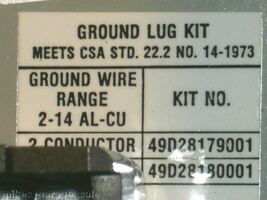 GROUND LUG KIT
MEETS CSA STD. 22.2 NO. 14-1973
GROUND WIRE
RANGE
2-14 AL-CU
KIT NO.
2 CONDUCTOR 49D28179001
49D28180001